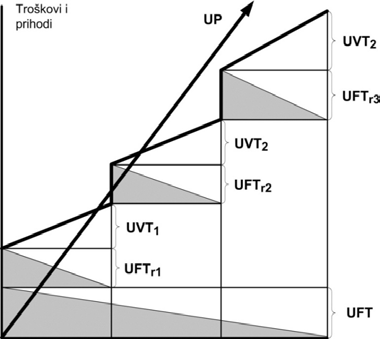 Troškovi i
prihodi
UP
UVT2
UFTr3
UVT2
UFTr2
UVT1
UFTr1
UFT